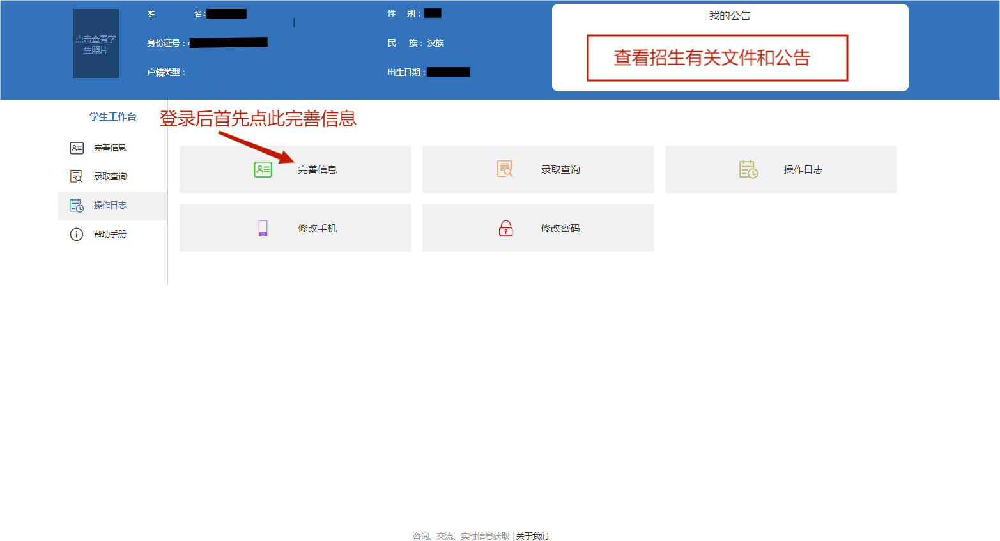 点击查看学
生照片
姓 名：
性 别：
身份证号：4
民 族：汉族
户籍类型：
出生日期：
我的公告
查看招生有关文件和公告
学生工作台
登录后首先点此完善信息
完善信息
录取查询
操作日志
帮助手册
完善信息
录取查询
操作日志
修改手机
修改密码
咨询、交流、实时信息获取 | 关于我们